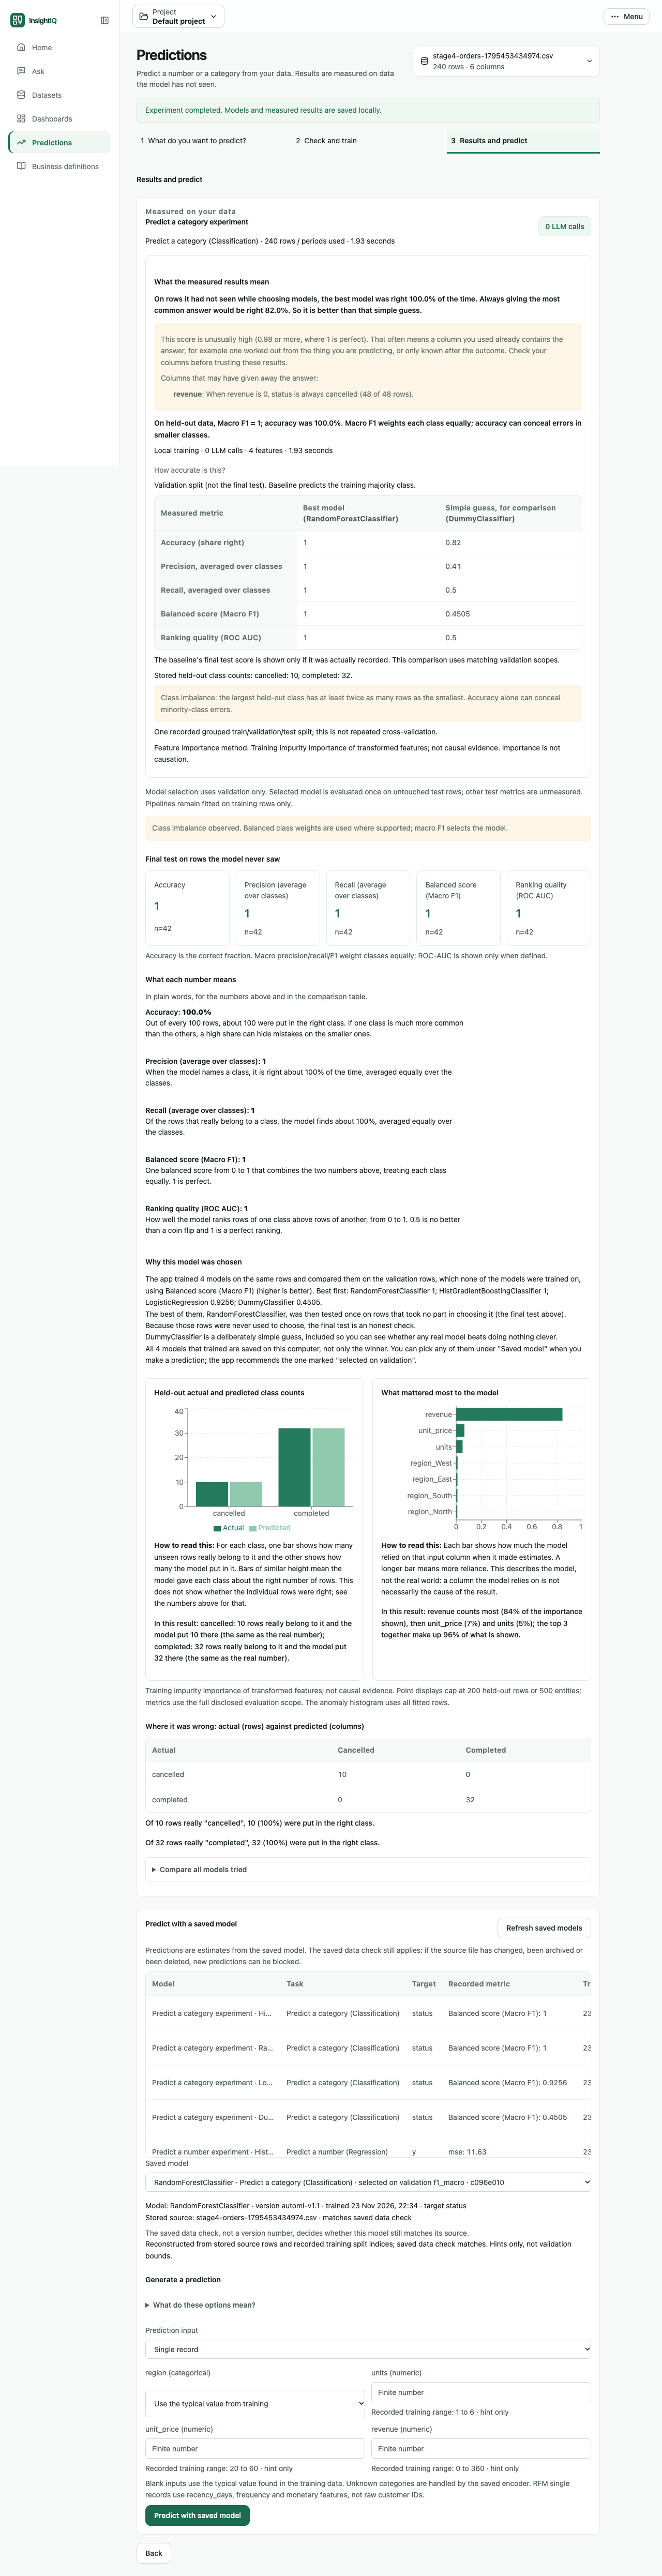 InsightIQ
Home
Ask
Datasets
Dashboards
Predictions
Business definitions
Project
Default project
Menu
Predictions
Predict a number or a category from your data. Results are measured on data
the model has not seen.
stage4-orders-1795453434974.csv
240 rows · 6 columns
Experiment completed. Models and measured results are saved locally.
1 What do you want to predict?
2 Check and train
3 Results and predict
Results and predict
Measured on your data
Predict a category experiment
0 LLM calls
Predict a category (Classification) · 240 rows / periods used · 1.93 seconds
What the measured results mean
On rows it had not seen while choosing models, the best model was right 100.0% of the time. Always giving the most
common answer would be right 82.0%. So it is better than that simple guess.
This score is unusually high (0.98 or more, where 1 is perfect). That often means a column you used already contains the
answer, for example one worked out from the thing you are predicting, or only known after the outcome. Check your
columns before trusting these results.
Columns that may have given away the answer:
revenue: When revenue is 0, status is always cancelled (48 of 48 rows).
On held-out data, Macro F1 = 1; accuracy was 100.0%. Macro F1 weights each class equally; accuracy can conceal errors in
smaller classes.
Local training · 0 LLM calls · 4 features · 1.93 seconds
How accurate is this?
Validation split (not the final test). Baseline predicts the training majority class.
Measured metric
Best model
(RandomForestClassifier)
Simple guess, for comparison
(DummyClassifier)
Accuracy (share right) 1 0.82
Precision, averaged over classes 1 0.41
Recall, averaged over classes 1 0.5
Balanced score (Macro F1) 1 0.4505
Ranking quality (ROC AUC) 1 0.5
The baseline's final test score is shown only if it was actually recorded. This comparison uses matching validation scopes.
Stored held-out class counts: cancelled: 10, completed: 32.
Class imbalance: the largest held-out class has at least twice as many rows as the smallest. Accuracy alone can conceal
minority-class errors.
One recorded grouped train/validation/test split; this is not repeated cross-validation.
Feature importance method: Training impurity importance of transformed features; not causal evidence. Importance is not
causation.
Model selection uses validation only. Selected model is evaluated once on untouched test rows; other test metrics are unmeasured.
Pipelines remain fitted on training rows only.
Class imbalance observed. Balanced class weights are used where supported; macro F1 selects the model.
Final test on rows the model never saw
Accuracy
1
n=42
Precision (average
over classes)
1
n=42
Recall (average
over classes)
1
n=42
Balanced score
(Macro F1)
1
n=42
Ranking quality
(ROC AUC)
1
n=42
Accuracy is the correct fraction. Macro precision/recall/F1 weight classes equally; ROC-AUC is shown only when defined.
What each number means
In plain words, for the numbers above and in the comparison table.
Accuracy: 100.0%
Out of every 100 rows, about 100 were put in the right class. If one class is much more common
than the others, a high share can hide mistakes on the smaller ones.
Precision (average over classes): 1
When the model names a class, it is right about 100% of the time, averaged equally over the
classes.
Recall (average over classes): 1
Of the rows that really belong to a class, the model finds about 100%, averaged equally over
the classes.
Balanced score (Macro F1): 1
One balanced score from 0 to 1 that combines the two numbers above, treating each class
equally. 1 is perfect.
Ranking quality (ROC AUC): 1
How well the model ranks rows of one class above rows of another, from 0 to 1. 0.5 is no better
than a coin flip and 1 is a perfect ranking.
Why this model was chosen
The app trained 4 models on the same rows and compared them on the validation rows, which none of the models were trained on,
using Balanced score (Macro F1) (higher is better). Best first: RandomForestClassifier 1; HistGradientBoostingClassifier 1;
LogisticRegression 0.9256; DummyClassifier 0.4505.
The best of them, RandomForestClassifier, was then tested once on rows that took no part in choosing it (the final test above).
Because those rows were never used to choose, the final test is an honest check.
DummyClassifier is a deliberately simple guess, included so you can see whether any real model beats doing nothing clever.
All 4 models that trained are saved on this computer, not only the winner. You can pick any of them under "Saved model" when you
make a prediction; the app recommends the one marked "selected on validation".
Held-out actual and predicted class counts
40
30
20
10
0
cancelled
completed
Actual
Predicted
How to read this: For each class, one bar shows how many
unseen rows really belong to it and the other shows how
many the model put in it. Bars of similar height mean the
model gave each class about the right number of rows. This
does not show whether the individual rows were right; see
the numbers above for that.
In this result: cancelled: 10 rows really belong to it and the
model put 10 there (the same as the real number);
completed: 32 rows really belong to it and the model put
32 there (the same as the real number).
What mattered most to the model
revenue
unit_price
units
region_West
region_East
region_South
region_North
0 0.2 0.4 0.6 0.8 1
How to read this: Each bar shows how much the model
relied on that input column when it made estimates. A
longer bar means more reliance. This describes the model,
not the real world: a column the model relies on is not
necessarily the cause of the result.
In this result: revenue counts most (84% of the importance
shown), then unit_price (7%) and units (5%); the top 3
together make up 96% of what is shown.
Training impurity importance of transformed features; not causal evidence. Point displays cap at 200 held-out rows or 500 entities;
metrics use the full disclosed evaluation scope. The anomaly histogram uses all fitted rows.
Where it was wrong: actual (rows) against predicted (columns)
Actual Cancelled Completed
cancelled 10 0
completed 0 32
Of 10 rows really "cancelled", 10 (100%) were put in the right class.
Of 32 rows really "completed", 32 (100%) were put in the right class.
Compare all models tried
Predict with a saved model
Refresh saved models
Predictions are estimates from the saved model. The saved data check still applies: if the source file has changed, been archived or
been deleted, new predictions can be blocked.
Model Task Target Recorded metric Tr
Predict a category experiment · Hi... Predict a category (Classification) status Balanced score (Macro F1): 1 23
Predict a category experiment · Ra... Predict a category (Classification) status Balanced score (Macro F1): 1 23
Predict a category experiment · Lo... Predict a category (Classification) status Balanced score (Macro F1): 0.9256 23
Predict a category experiment · Du... Predict a category (Classification) status Balanced score (Macro F1): 0.4505 23
Predict a number experiment · Hist... Predict a number (Regression) y mse: 11.63 23
Saved model
RandomForestClassifier · Predict a category (Classification) · selected on validation f1_macro · c096e010
Model: RandomForestClassifier · version automl-v1.1 · trained 23 Nov 2026, 22:34 · target status
Stored source: stage4-orders-1795453434974.csv · matches saved data check
The saved data check, not a version number, decides whether this model still matches its source.
Reconstructed from stored source rows and recorded training split indices; saved data check matches. Hints only, not validation
bounds.
Generate a prediction
What do these options mean?
Prediction input
Single record
region (categorical)
Use the typical value from training
units (numeric)
Finite number
Recorded training range: 1 to 6 · hint only
unit_price (numeric)
Finite number
Recorded training range: 20 to 60 · hint only
revenue (numeric)
Finite number
Recorded training range: 0 to 360 · hint only
Blank inputs use the typical value found in the training data. Unknown categories are handled by the saved encoder. RFM single
records use recency_days, frequency and monetary features, not raw customer IDs.
Predict with saved model
Back